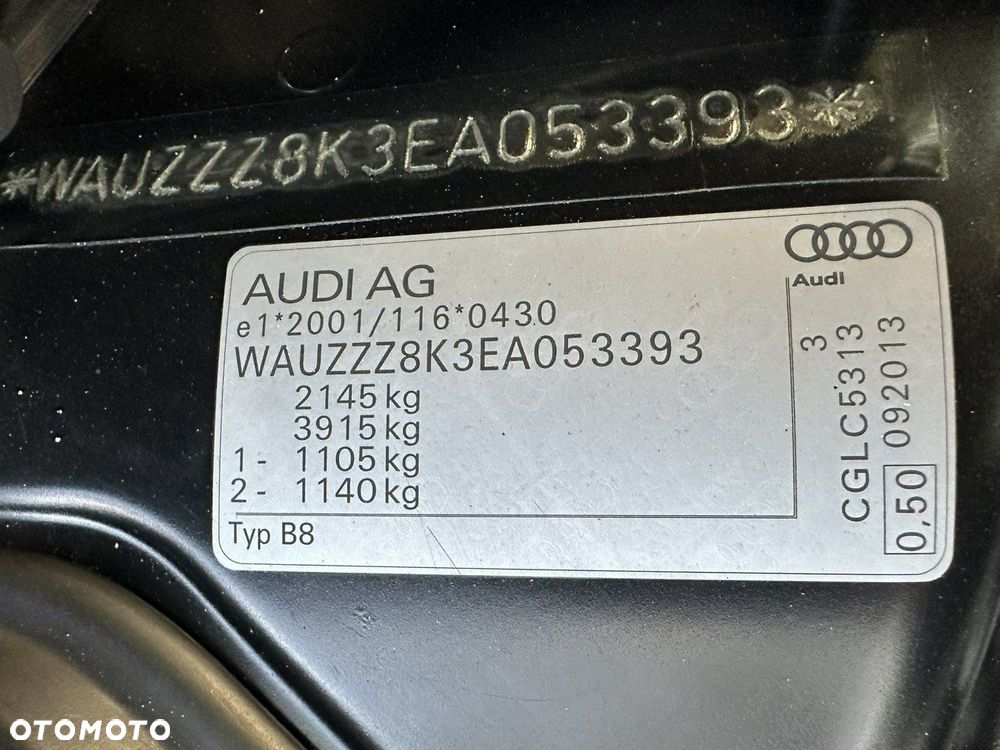 *WAUZZZ8K3EA053393*
AUDI AG
e1*2001/116*0430
WAUZZZ8K3EA053393
2145 kg
3915 kg
1 - 1105 kg
2 - 1140 kg
Typ B8
Audi
3
CGLC5313
0,50 092013
OTOMOTO